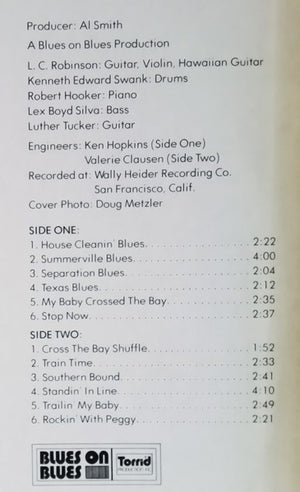 Producer: Al Smith
A Blues on Blues Production
L. C. Robinson: Guitar, Violin, Hawaiian Guitar
Kenneth Edward Swank: Drums
Robert Hooker: Piano
Lex Boyd Silva: Bass
Luther Tucker: Guitar
Engineers: Ken Hopkins (Side One)
Valerie Clausen (Side Two)
Recorded at: Wally Heider Recording Co.
San Francisco, Calif.
Cover Photo: Doug Metzler
SIDE ONE:
1. House Cleanin' Blues. . . . . . . . . . . . . . 2:22
2. Summerville Blues. . . . . . . . . . . . . . 4:00
3. Separation Blues. . . . . . . . . . . . . . 2:04
4. Texas Blues. . . . . . . . . . . . . . 2:12
5. My Baby Crossed The Bay. . . . . . . . . . 2:35
6. Stop Now. . . . . . . . . . . . . . 2:37
SIDE TWO:
1. Cross The Bay Shuffle. . . . . . . . . . . . 1:52
2. Train Time. . . . . . . . . . . . . . 2:33
3. Southern Bound. . . . . . . . . . . . . . 2:41
4. Standin' In Line. . . . . . . . . . . . . . 4:10
5. Trailin' My Baby. . . . . . . . . . . . . . 2:49
6. Rockin' With Peggy. . . . . . . . . . . . . . 2:21
BLUES ON
BLUES
Torrid